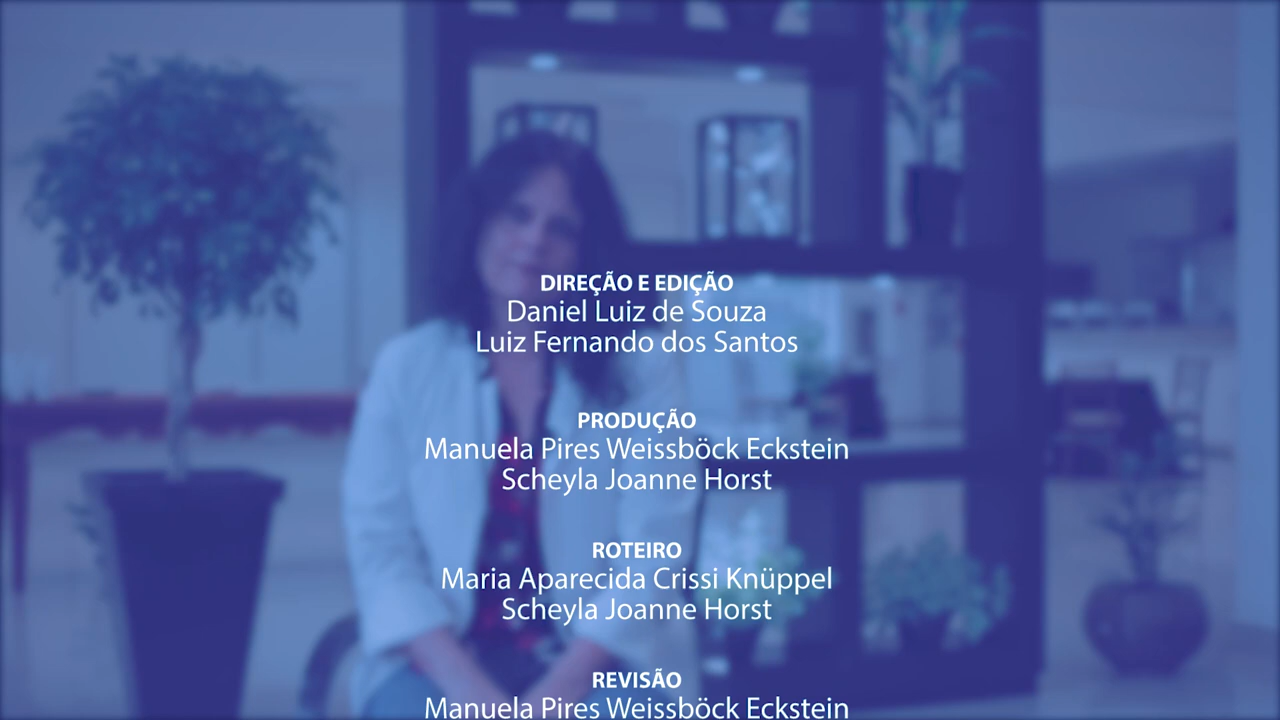 DIREÇÃO E EDIÇÃO
Daniel Luiz de Souza
Luiz Fernando dos Santos
PRODUÇÃO
Manuela Pires Weissböck Eckstein
Scheyla Joanne Horst
ROTEIRO
Maria Aparecida Crissi Knüppel
Scheyla Joanne Horst
REVISÃO
Manuela Pires Weissböck Eckstein